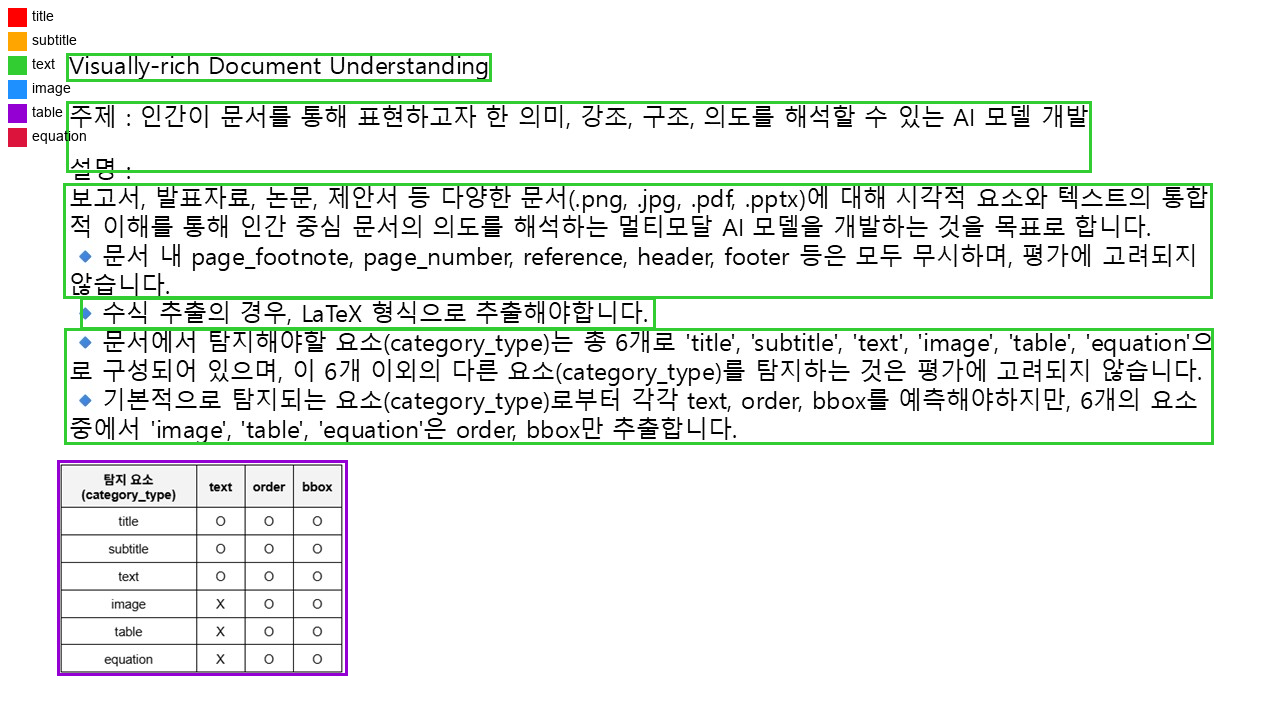 title
subtitle
text
image
table
equation
Visually-rich Document Understanding
주제 : 인간이 문서를 통해 표현하고자 한 의미, 강조, 구조, 의도를 해석할 수 있는 AI 모델 개발
설명 :
보고서, 발표자료, 논문, 제안서 등 다양한 문서(.png, .jpg, .pdf, .pptx)에 대해 시각적 요소와 텍스트의 통합
적 이해를 통해 인간 중심 문서의 의도를 해석하는 멀티모달 AI 모델을 개발하는 것을 목표로 합니다.
🔹 문서 내 page_footnote, page_number, reference, header, footer 등은 모두 무시하며, 평가에 고려되지
않습니다.
🔹 수식 추출의 경우, LaTeX 형식으로 추출해야합니다.
🔹 문서에서 탐지해야할 요소(category_type)는 총 6개로 'title', 'subtitle', 'text', 'image', 'table', 'equation'으
로 구성되어 있으며, 이 6개 이외의 다른 요소(category_type)를 탐지하는 것은 평가에 고려되지 않습니다.
🔹 기본적으로 탐지되는 요소(category_type)로부터 각각 text, order, bbox를 예측해야하지만, 6개의 요소
중에서 'image', 'table', 'equation'은 order, bbox만 추출합니다.
탐지 요소
(category_type) text order bbox
title O O O
subtitle O O O
text O O O
image X O O
table X O O
equation X O O